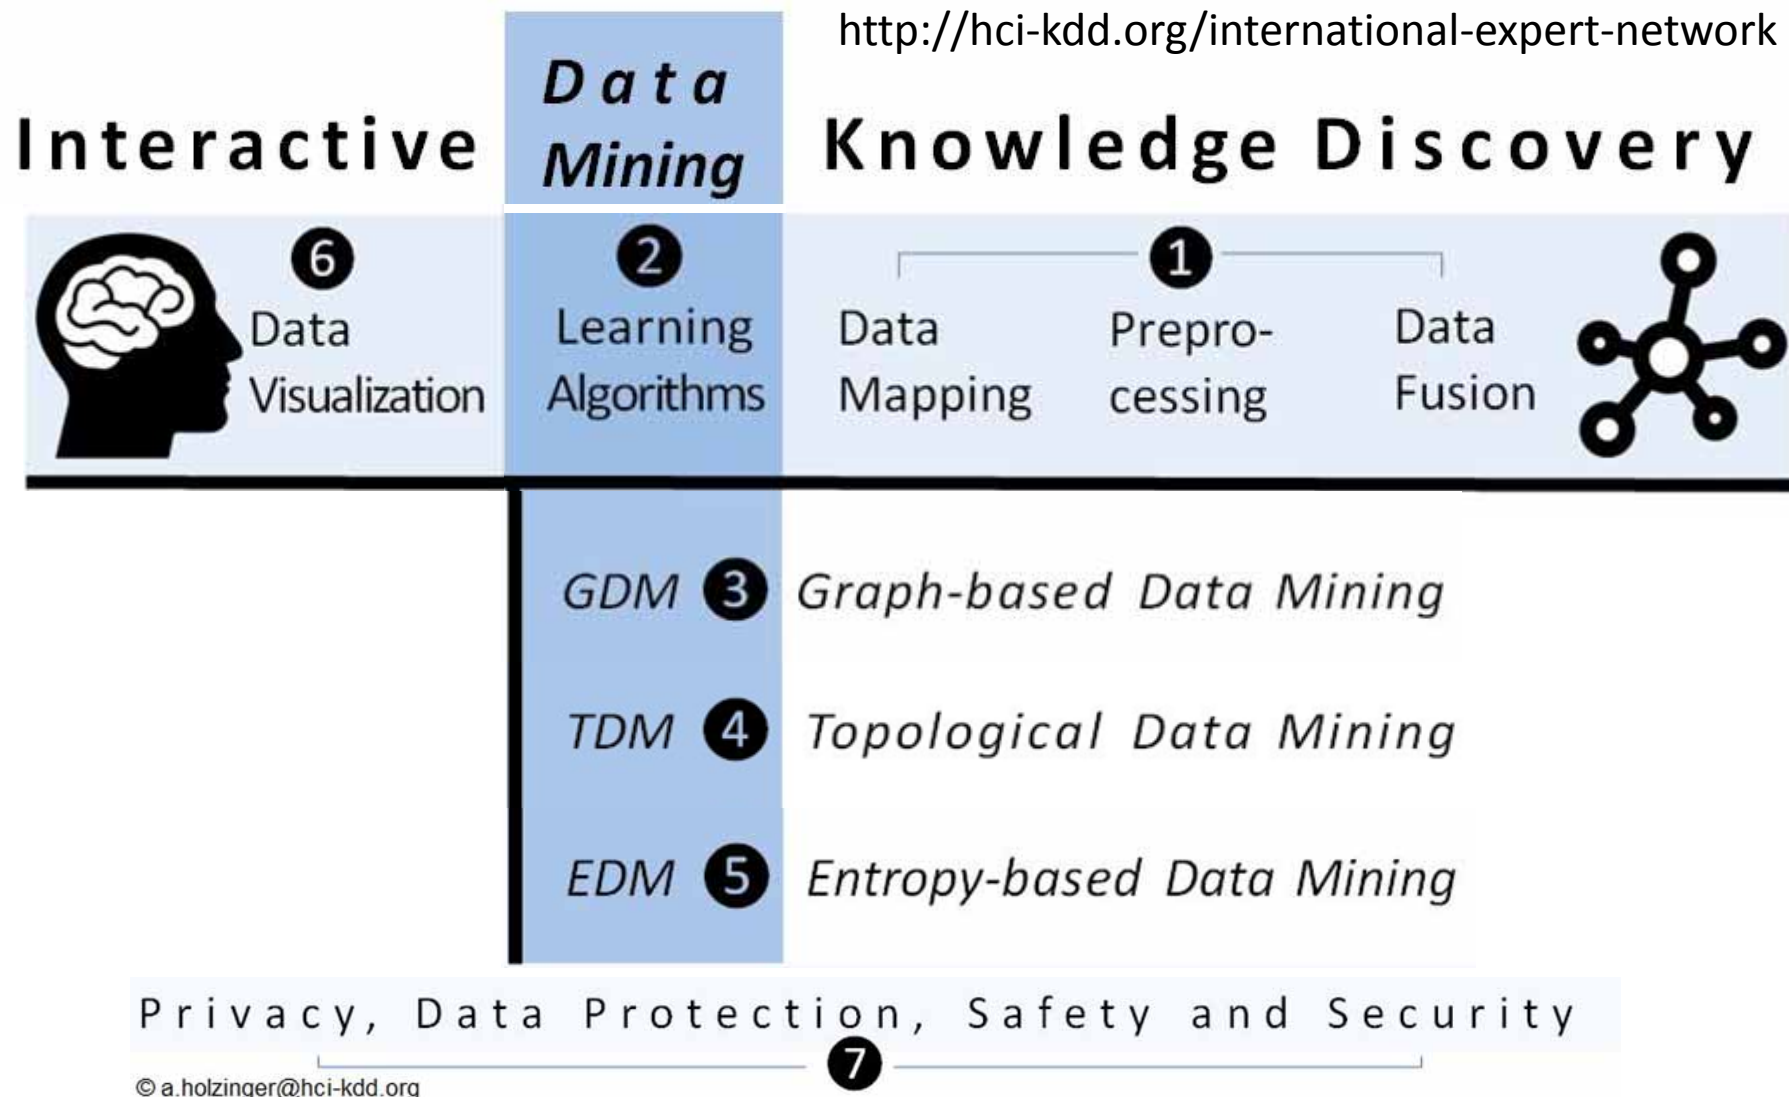 http://hci-kdd.org/international-expert-network
Interactive
Data
Mining
Knowledge Discovery
6
Data
Visualization
2
Learning
Algorithms
1
Data
Mapping
Prepro-
cessing
Data
Fusion
GDM 3 Graph-based Data Mining
TDM 4 Topological Data Mining
EDM 5 Entropy-based Data Mining
Privacy, Data Protection, Safety and Security
7
© a.holzinger@hci-kdd.org